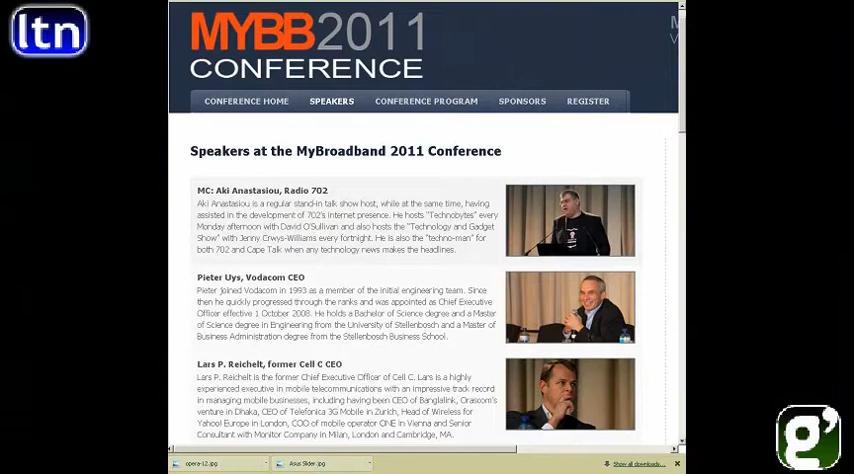 ltn
MYBB2011
CONFERENCE
CONFERENCE HOME SPEAKERS CONFERENCE PROGRAM SPONSORS REGISTER
Speakers at the MyBroadband 2011 Conference
MC: Aki Anastasiou, Radio 702
Aki Anastasiou is a regular stand-in talk show host, while at the same time, having
assisted in the development of 702's internet presence. He hosts "Technobytes" every
Monday afternoon with David O'Sullivan and also hosts the "Technology and Gadget
Show" with Jenny Crwys-Williams every fortnight. He is also the "techno-man" for
both 702 and Cape Talk when any technology news makes the headlines.
Pieter Uys, Vodacom CEO
Pieter joined Vodacom in 1993 as a member of the initial engineering team. Since
then he quickly progressed through the ranks and was appointed as Chief Executive
Officer effective 1 October 2008. He holds a Bachelor of Science degree and a Master
of Science degree in Engineering from the University of Stellenbosch and a Master of
Business Administration degree from the Stellenbosch Business School.
Lars P. Reichelt, former Cell C CEO
Lars P. Reichelt is the former Chief Executive Officer of Cell C. Lars is a highly
experienced executive in mobile telecommunications with an impressive track record
in managing mobile businesses, including having been CEO of Banglalink, Orascom's
venture in Dhaka, CEO of Telefonica 3G Mobile in Zurich, Head of Wireless for
Yahoo! Europe in London, COO of mobile operator ONE in Vienna and Senior
Consultant with Monitor Company in Milan, London and Cambridge, MA.
opera-12.jpg Asus Slider.jpg Show all downloads...
g'